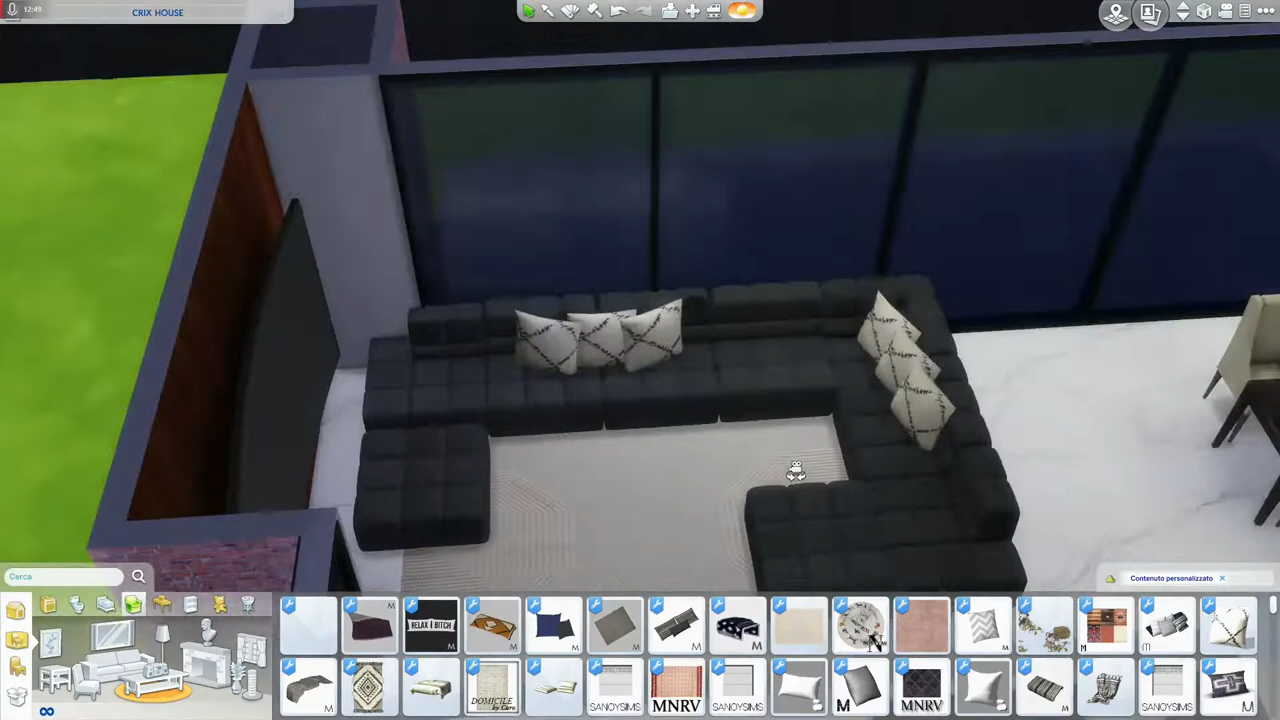 12:49
CRIX HOUSE
Cerca
Contenuto personalizzato
M
RELAX BITCH
M
M
M
M
M
M
M
M
M
DOMICILE
by Caro
SANOYSIMS
MNRV
SANOYSIMS
M
MNRV
M
SANOYSIMS
M